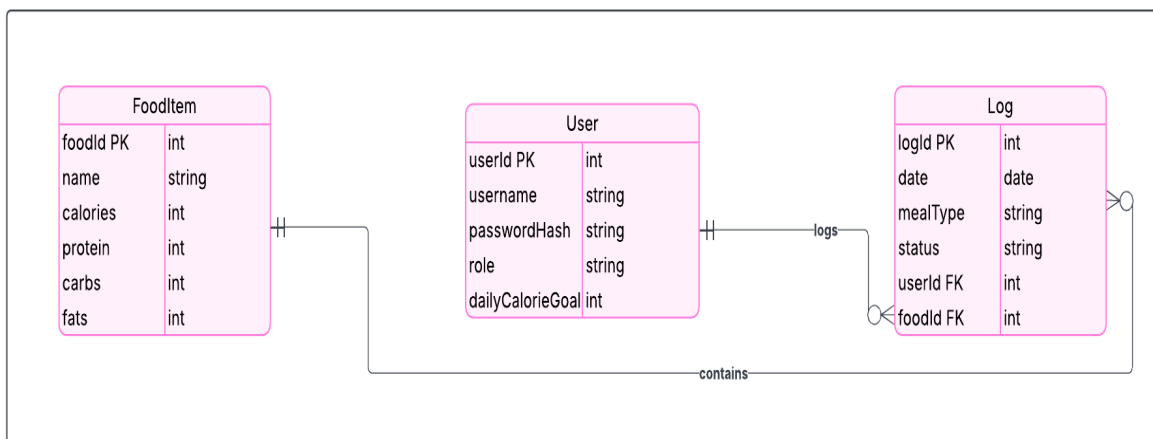 FoodItem
foodId PK int
name string
calories int
protein int
carbs int
fats int
User
userId PK int
username string
passwordHash string
role string
dailyCalorieGoal int
logs
Log
logId PK int
date date
mealType string
status string
userId FK int
foodId FK int
contains